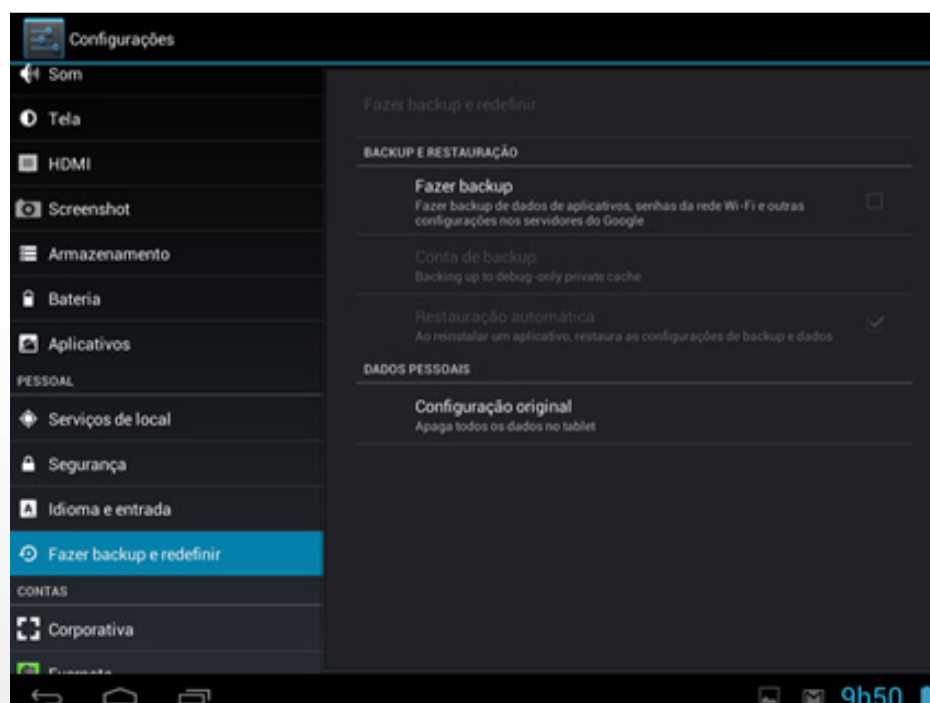 Configurações
Som
Tela
HDMI
Screenshot
Armazenamento
Bateria
Aplicativos
PESSOAL
Serviços de local
Segurança
Idioma e entrada
Fazer backup e redefinir
CONTAS
Corporativa
Evernote
Fazer backup e redefinir
BACKUP E RESTAURAÇÃO
Fazer backup
Fazer backup de dados de aplicativos, senhas da rede Wi-Fi e outras
configurações nos servidores do Google
Conta de backup
Backing up to debug-only private cache
Restauração automática
Ao reinstalar um aplicativo, restaura as configurações de backup e dados
DADOS PESSOAIS
Configuração original
Apaga todos os dados no tablet
9h50